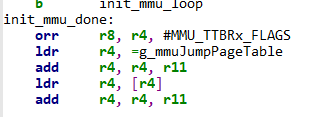 b init_mmu_loop
init_mmu_done:
orr r8, r4, #MMU_TTBRx_FLAGS
ldr r4, =g_mmuJumpPageTable
add r4, r4, r11
ldr r4, [r4]
add r4, r4, r11